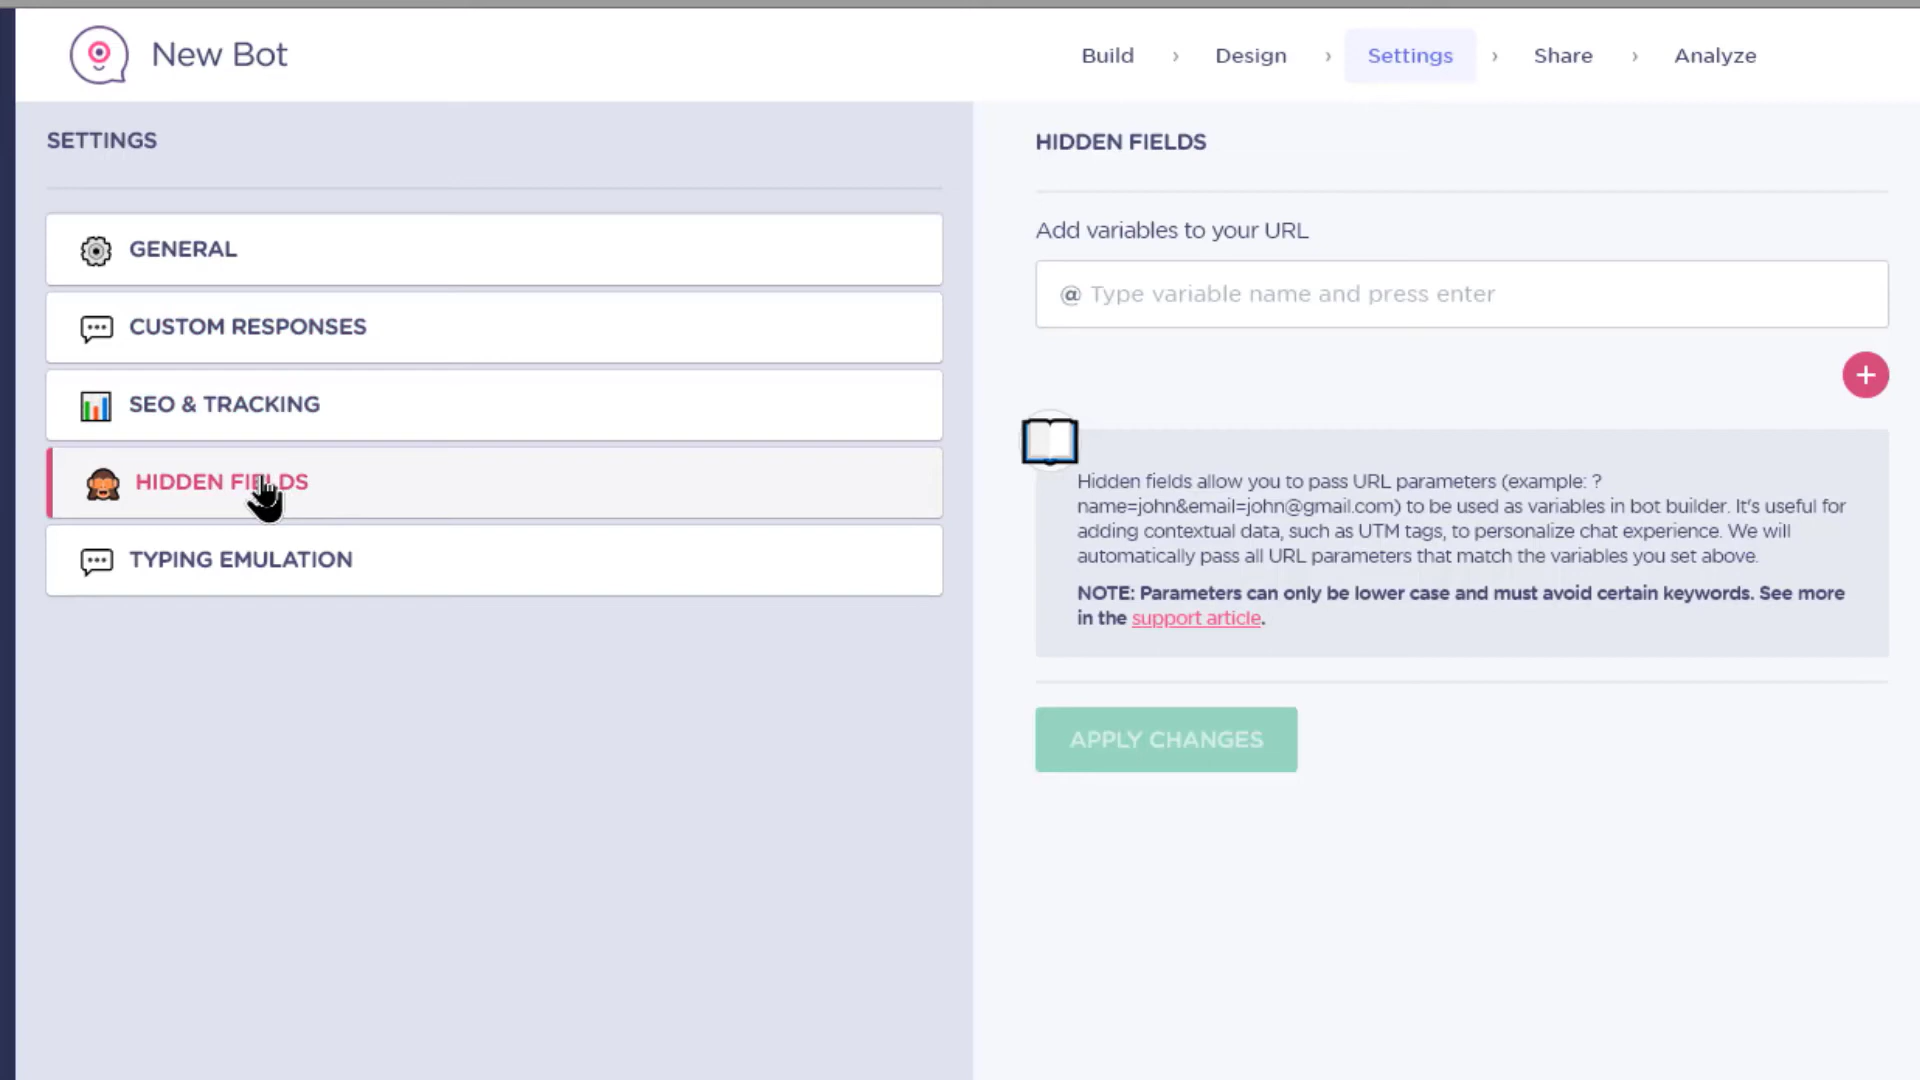 New Bot
Build › Design › Settings › Share › Analyze
SETTINGS
GENERAL
CUSTOM RESPONSES
SEO & TRACKING
HIDDEN FIELDS
TYPING EMULATION
HIDDEN FIELDS
Add variables to your URL
@ Type variable name and press enter
+
Hidden fields allow you to pass URL parameters (example: ?
name=john&email=john@gmail.com) to be used as variables in bot builder. It's useful for
adding contextual data, such as UTM tags, to personalize chat experience. We will
automatically pass all URL parameters that match the variables you set above.
NOTE: Parameters can only be lower case and must avoid certain keywords. See more
in the support article.
APPLY CHANGES